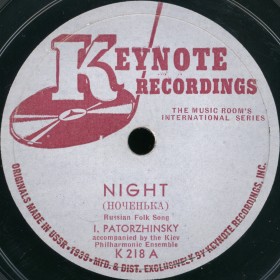 KEYNOTE
RECORDINGS
THE MUSIC ROOM'S
INTERNATIONAL SERIES
NIGHT
(НОЧЕНЬКА)
Russian Folk Song
I. PATORZHINSKY
accompanied by the Kiev
Philharmonic Ensemble
K 218 A
ORIGINALS MADE IN USSR - 1939 - MFG. & DIST. EXCLUSIVELY BY KEYNOTE RECORDINGS, INC.